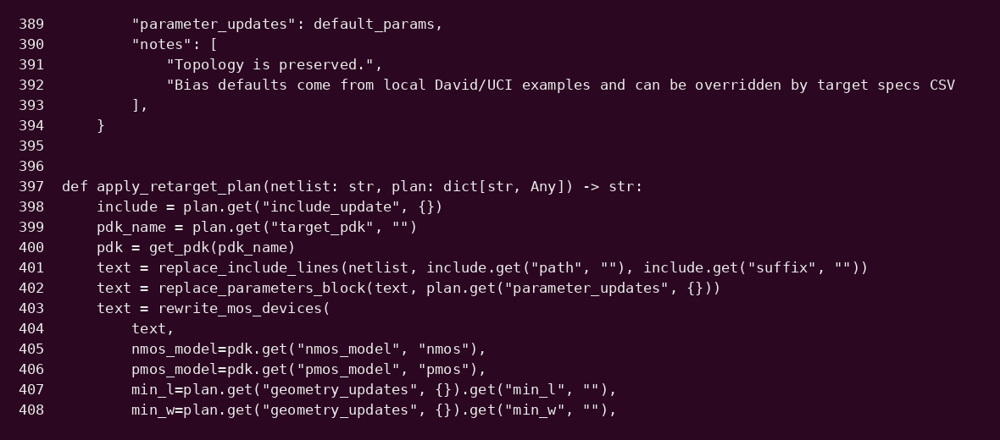 389          "parameter_updates": default_params,
390          "notes": [
391              "Topology is preserved.",
392              "Bias defaults come from local David/UCI examples and can be overridden by target specs CSV
393          ],
394      }
395
396
397  def apply_retarget_plan(netlist: str, plan: dict[str, Any]) -> str:
398      include = plan.get("include_update", {})
399      pdk_name = plan.get("target_pdk", "")
400      pdk = get_pdk(pdk_name)
401      text = replace_include_lines(netlist, include.get("path", ""), include.get("suffix", ""))
402      text = replace_parameters_block(text, plan.get("parameter_updates", {}))
403      text = rewrite_mos_devices(
404          text,
405          nmos_model=pdk.get("nmos_model", "nmos"),
406          pmos_model=pdk.get("pmos_model", "pmos"),
407          min_l=plan.get("geometry_updates", {}).get("min_l", ""),
408          min_w=plan.get("geometry_updates", {}).get("min_w", ""),